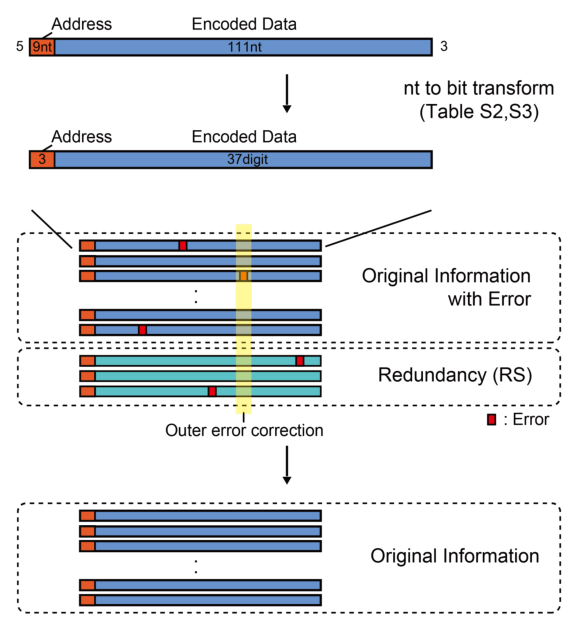 Address
Encoded Data
5
9nt
111nt
3
nt to bit transform
(Table S2,S3)
Address
Encoded Data
3
37digit
:
Original Information
with Error
Redundancy (RS)
: Error
Outer error correction
:
Original Information